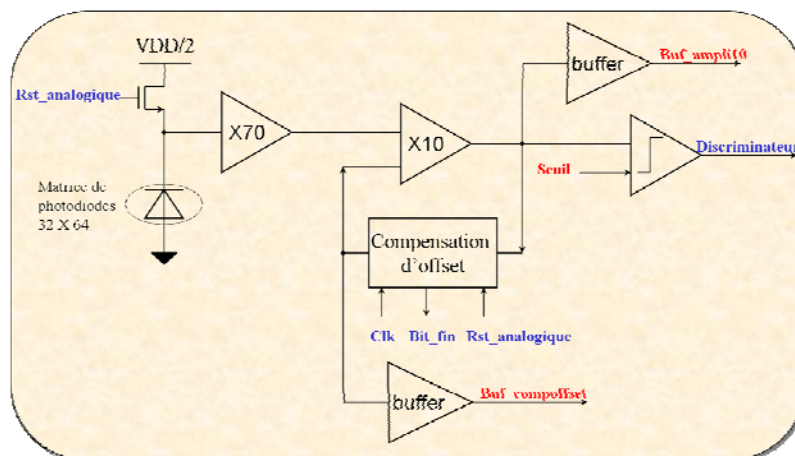 VDD/2
buffer
Buf_ampli10
Rst_analogique
X70
X10
Discriminateur
Seuil
Matrice de
photodiodes
32 X 64
Compensation
d'offset
Clk
Bit_fin
Rst_analogique
buffer
Buf_compoffset